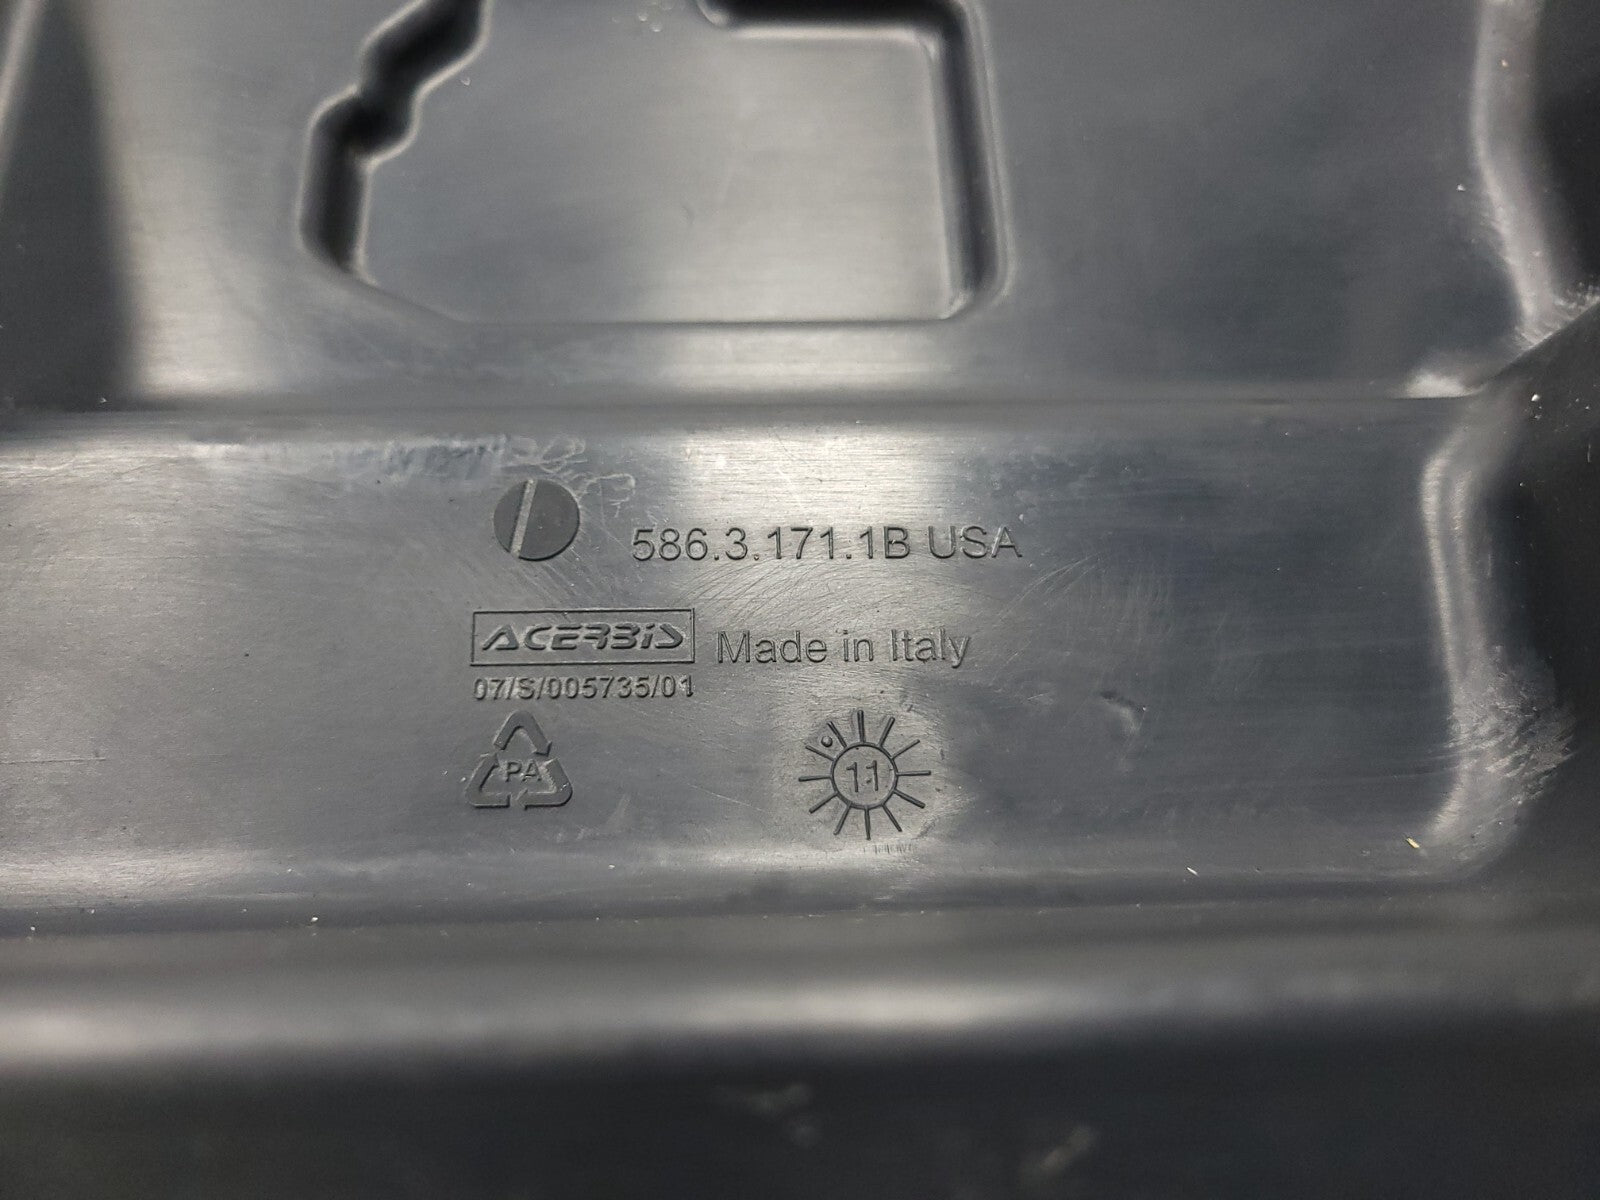 586.3.171.1B USA
ACERBIS Made in Italy
07/S/005735/01
PA
11